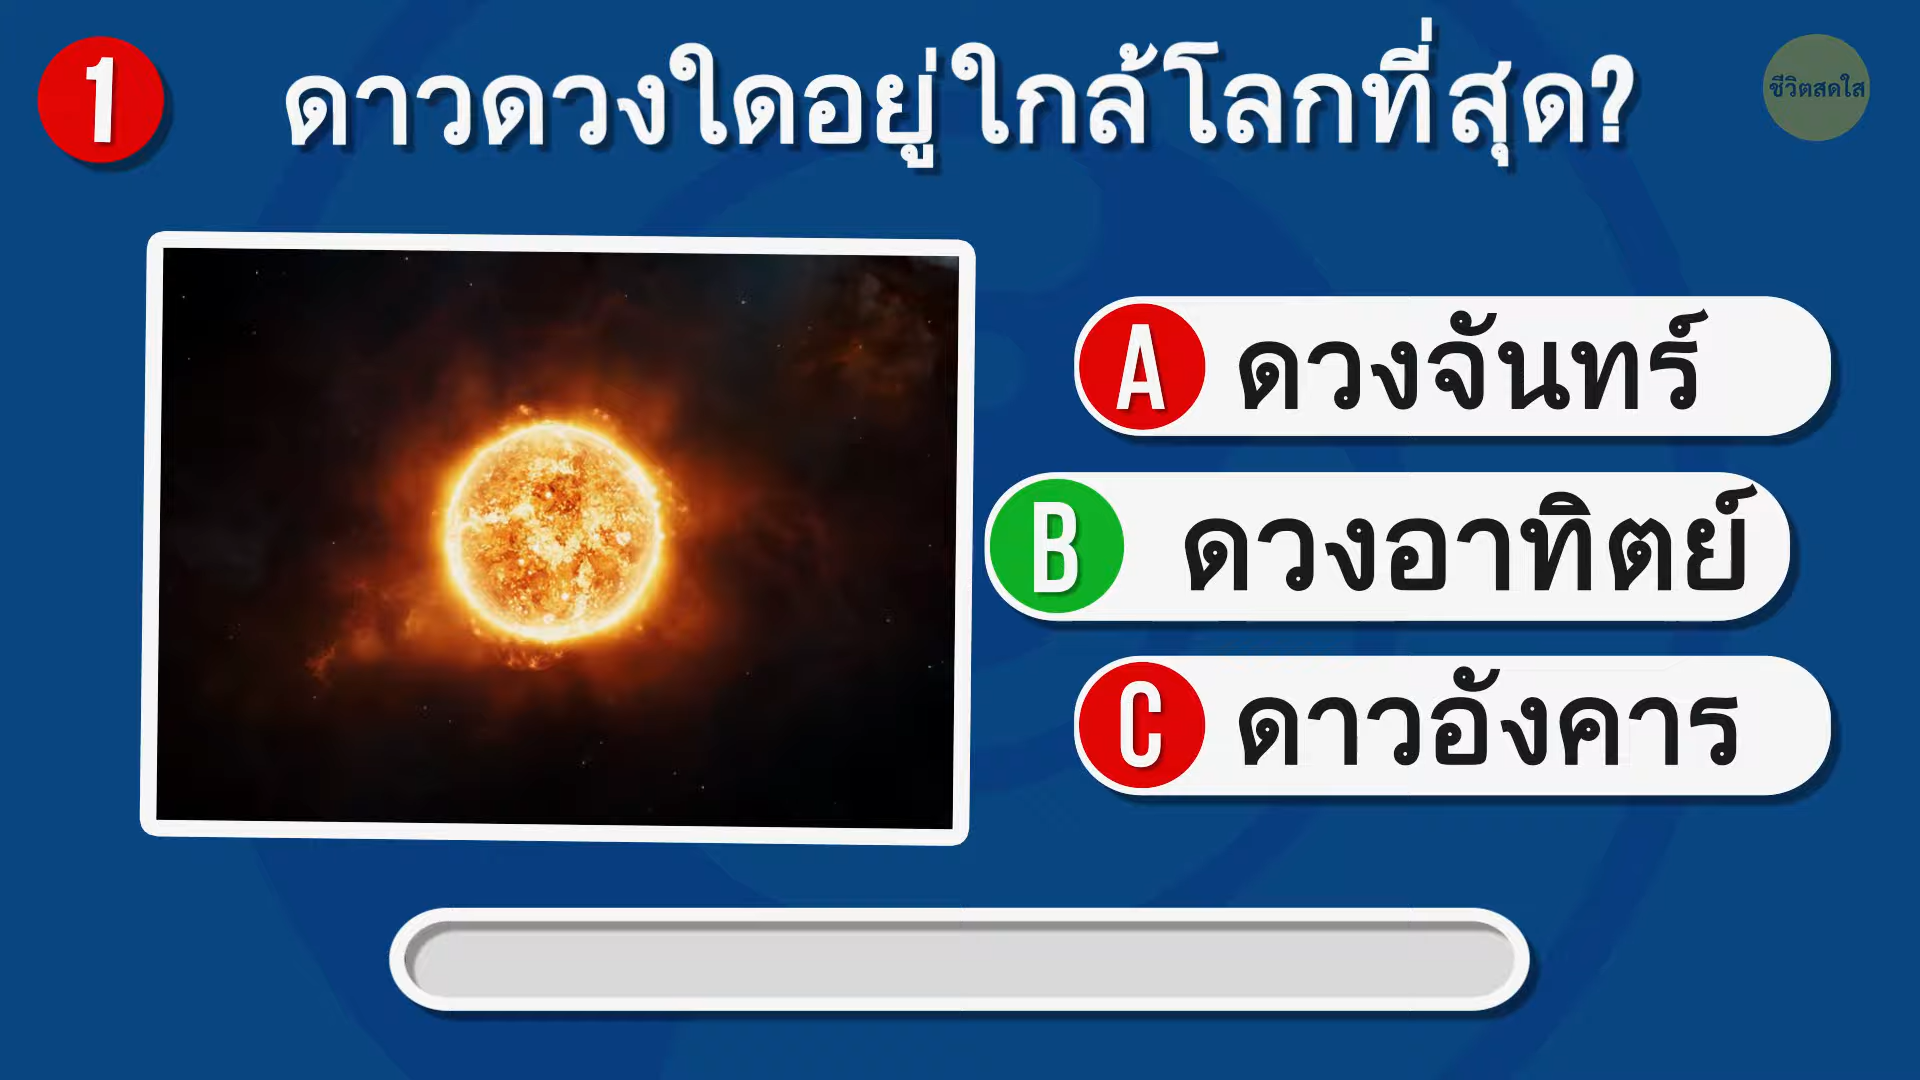 1
ดาวดวงใดอยู่ใกล้โลกที่สุด?
ชีวิตสดใส
A ดวงจันทร์
B ดวงอาทิตย์
C ดาวอังคาร